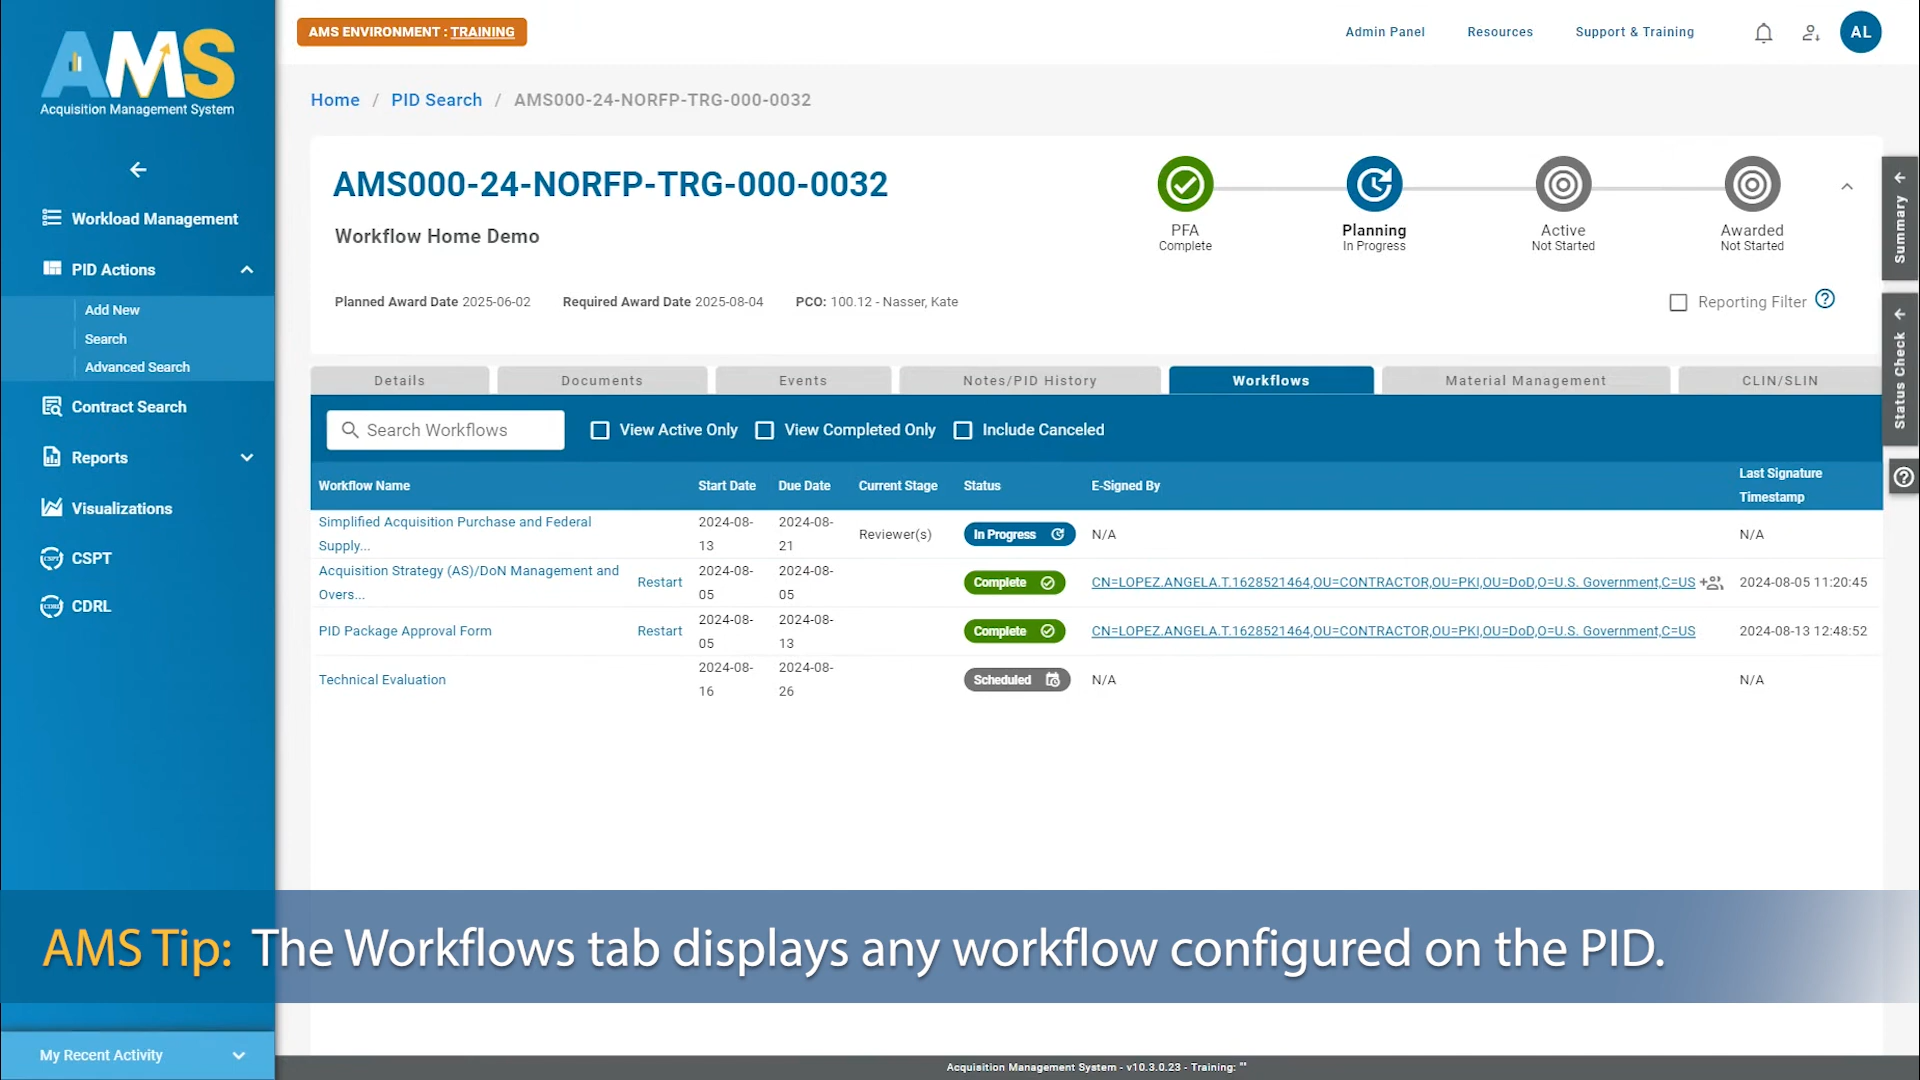 AMS
Acquisition Management System
Workload Management
PID Actions
Add New
Search
Advanced Search
Contract Search
Reports
Visualizations
CSPT
CDRL
My Recent Activity
AMS ENVIRONMENT : TRAINING
Admin Panel
Resources
Support & Training
AL
Home / PID Search / AMS000-24-NORFP-TRG-000-0032
AMS000-24-NORFP-TRG-000-0032
Workflow Home Demo
PFA
Complete
Planning
In Progress
Active
Not Started
Awarded
Not Started
Planned Award Date 2025-06-02 Required Award Date 2025-08-04 PCO: 100.12 - Nasser, Kate
Reporting Filter ?
Summary
Status Check
?
Details Documents Events Notes/PID History Workflows Material Management CLIN/SLIN
Search Workflows View Active Only View Completed Only Include Canceled
Workflow Name Start Date Due Date Current Stage Status E-Signed By Last Signature
Timestamp
Simplified Acquisition Purchase and Federal
Supply...
2024-08-
13
2024-08-
21
Reviewer(s) In Progress N/A N/A
Acquisition Strategy (AS)/DoN Management and
Overs...
Restart
2024-08-
05
2024-08-
05
Complete CN=LOPEZ.ANGELA.T.1628521464,OU=CONTRACTOR,OU=PKI,OU=DoD,O=U.S. Government,C=US 2024-08-05 11:20:45
PID Package Approval Form Restart
2024-08-
05
2024-08-
13
Complete CN=LOPEZ.ANGELA.T.1628521464,OU=CONTRACTOR,OU=PKI,OU=DoD,O=U.S. Government,C=US 2024-08-13 12:48:52
Technical Evaluation
2024-08-
16
2024-08-
26
Scheduled N/A N/A
AMS Tip: The Workflows tab displays any workflow configured on the PID.
Acquisition Management System - v10.3.0.23 - Training: ""